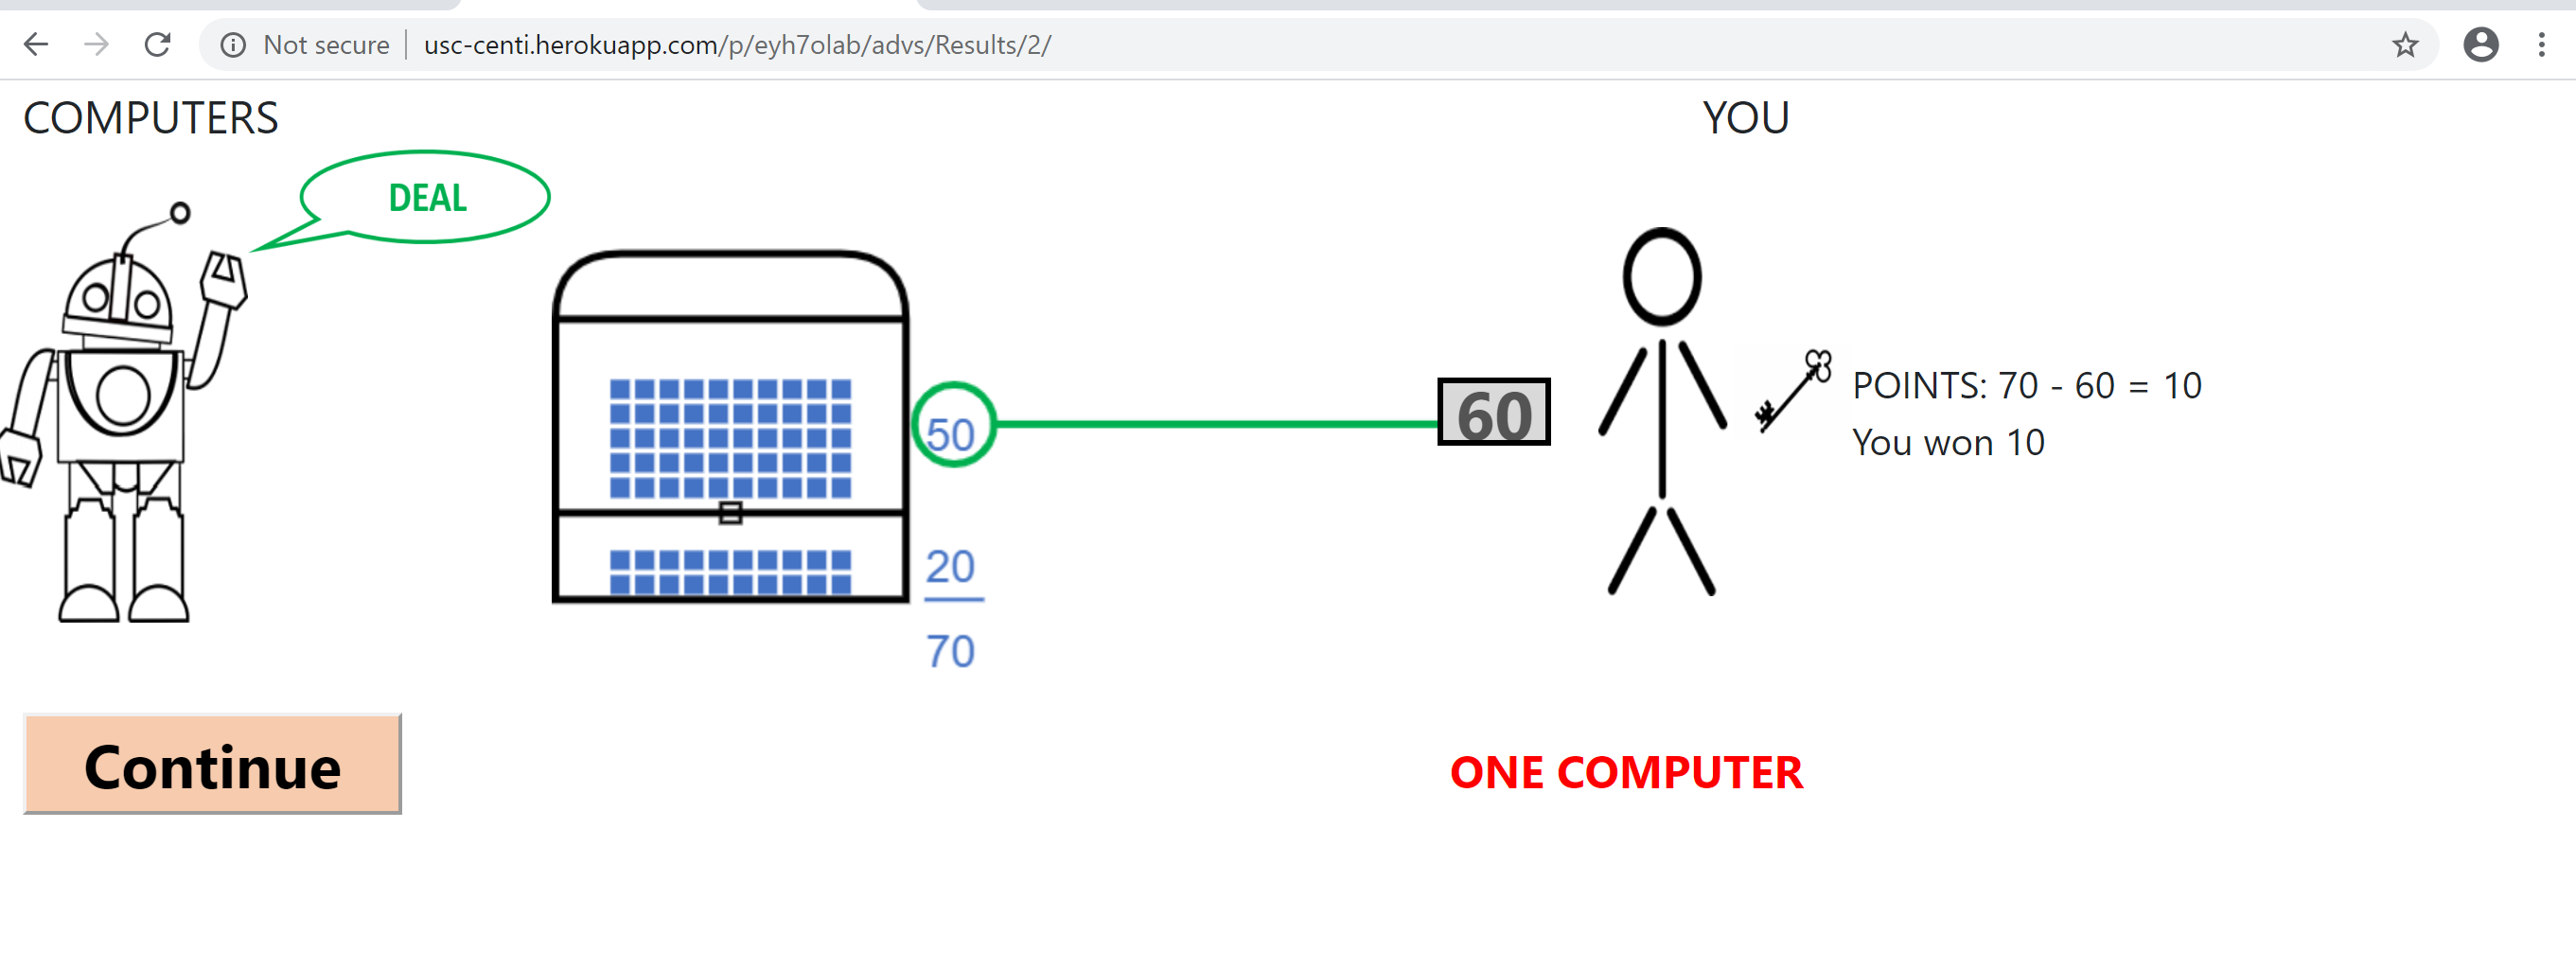 Not secure usc-centi.herokuapp.com/p/eyh7olab/advs/Results/2/
COMPUTERS
YOU
DEAL
50
60
POINTS: 70 - 60 = 10
You won 10
20
70
Continue
ONE COMPUTER